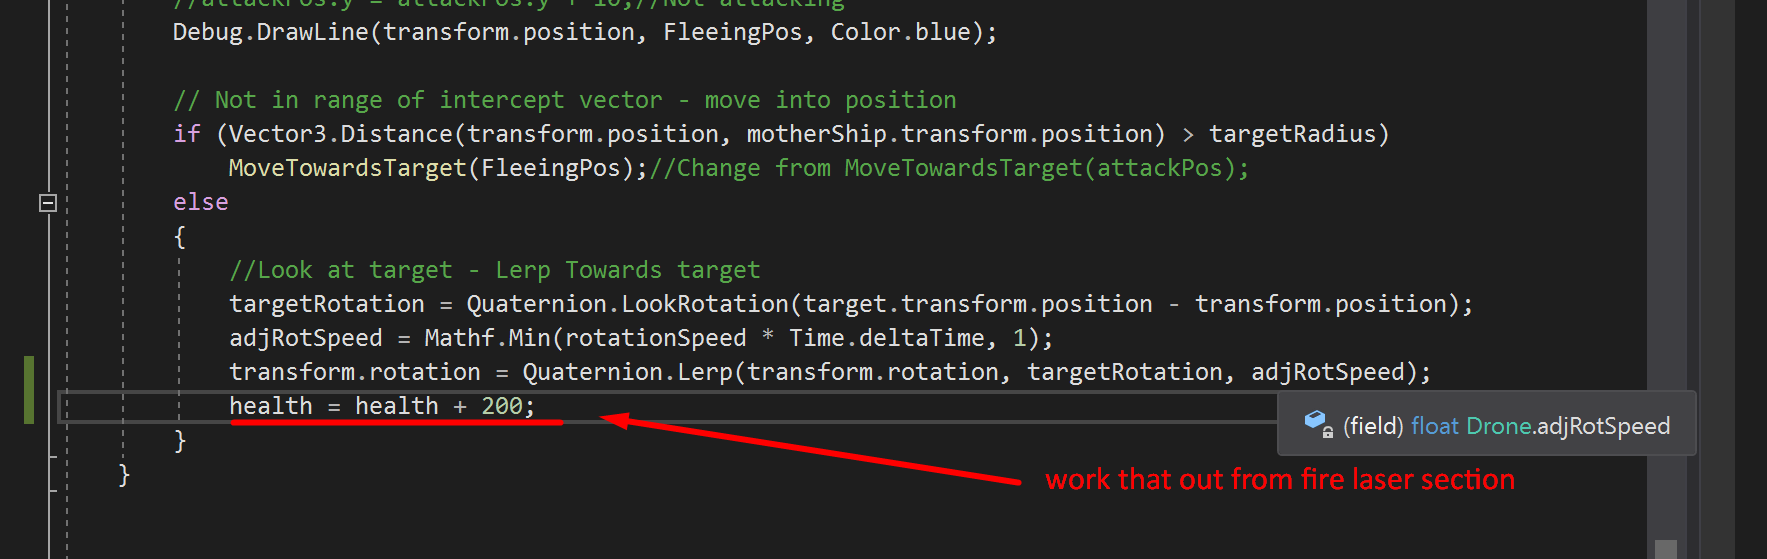 //attackPos.y = attackPos.y + 10;//Not attacking
Debug.DrawLine(transform.position, FleeingPos, Color.blue);
// Not in range of intercept vector - move into position
if (Vector3.Distance(transform.position, motherShip.transform.position) > targetRadius)
MoveTowardsTarget(FleeingPos);//Change from MoveTowardsTarget(attackPos);
else
{
//Look at target - Lerp Towards target
targetRotation = Quaternion.LookRotation(target.transform.position - transform.position);
adjRotSpeed = Mathf.Min(rotationSpeed * Time.deltaTime, 1);
transform.rotation = Quaternion.Lerp(transform.rotation, targetRotation, adjRotSpeed);
health = health + 200;
(field) float Drone.adjRotSpeed
}
}
work that out from fire laser section